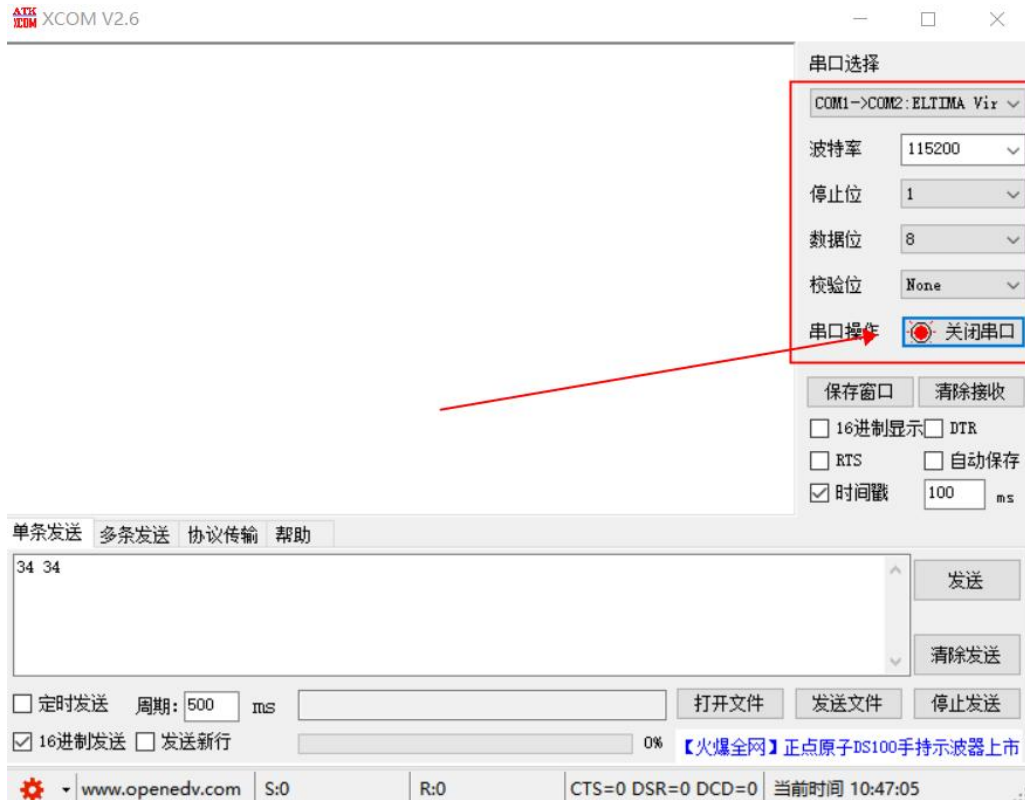 ATK XCOM XCOM V2.6
串口选择
COM1->COM2:ELTIMA Vir
波特率 115200
停止位 1
数据位 8
校验位 None
串口操作 关闭串口
保存窗口 清除接收
16进制显示 DTR
RTS 自动保存
时间戳 100 ms
单条发送 多条发送 协议传输 帮助
34 34
发送
清除发送
定时发送 周期: 500 ms 打开文件 发送文件 停止发送
16进制发送 发送新行 0% 【火爆全网】正点原子DS100手持示波器上市
www.openedv.com S:0 R:0 CTS=0 DSR=0 DCD=0 当前时间 10:47:05